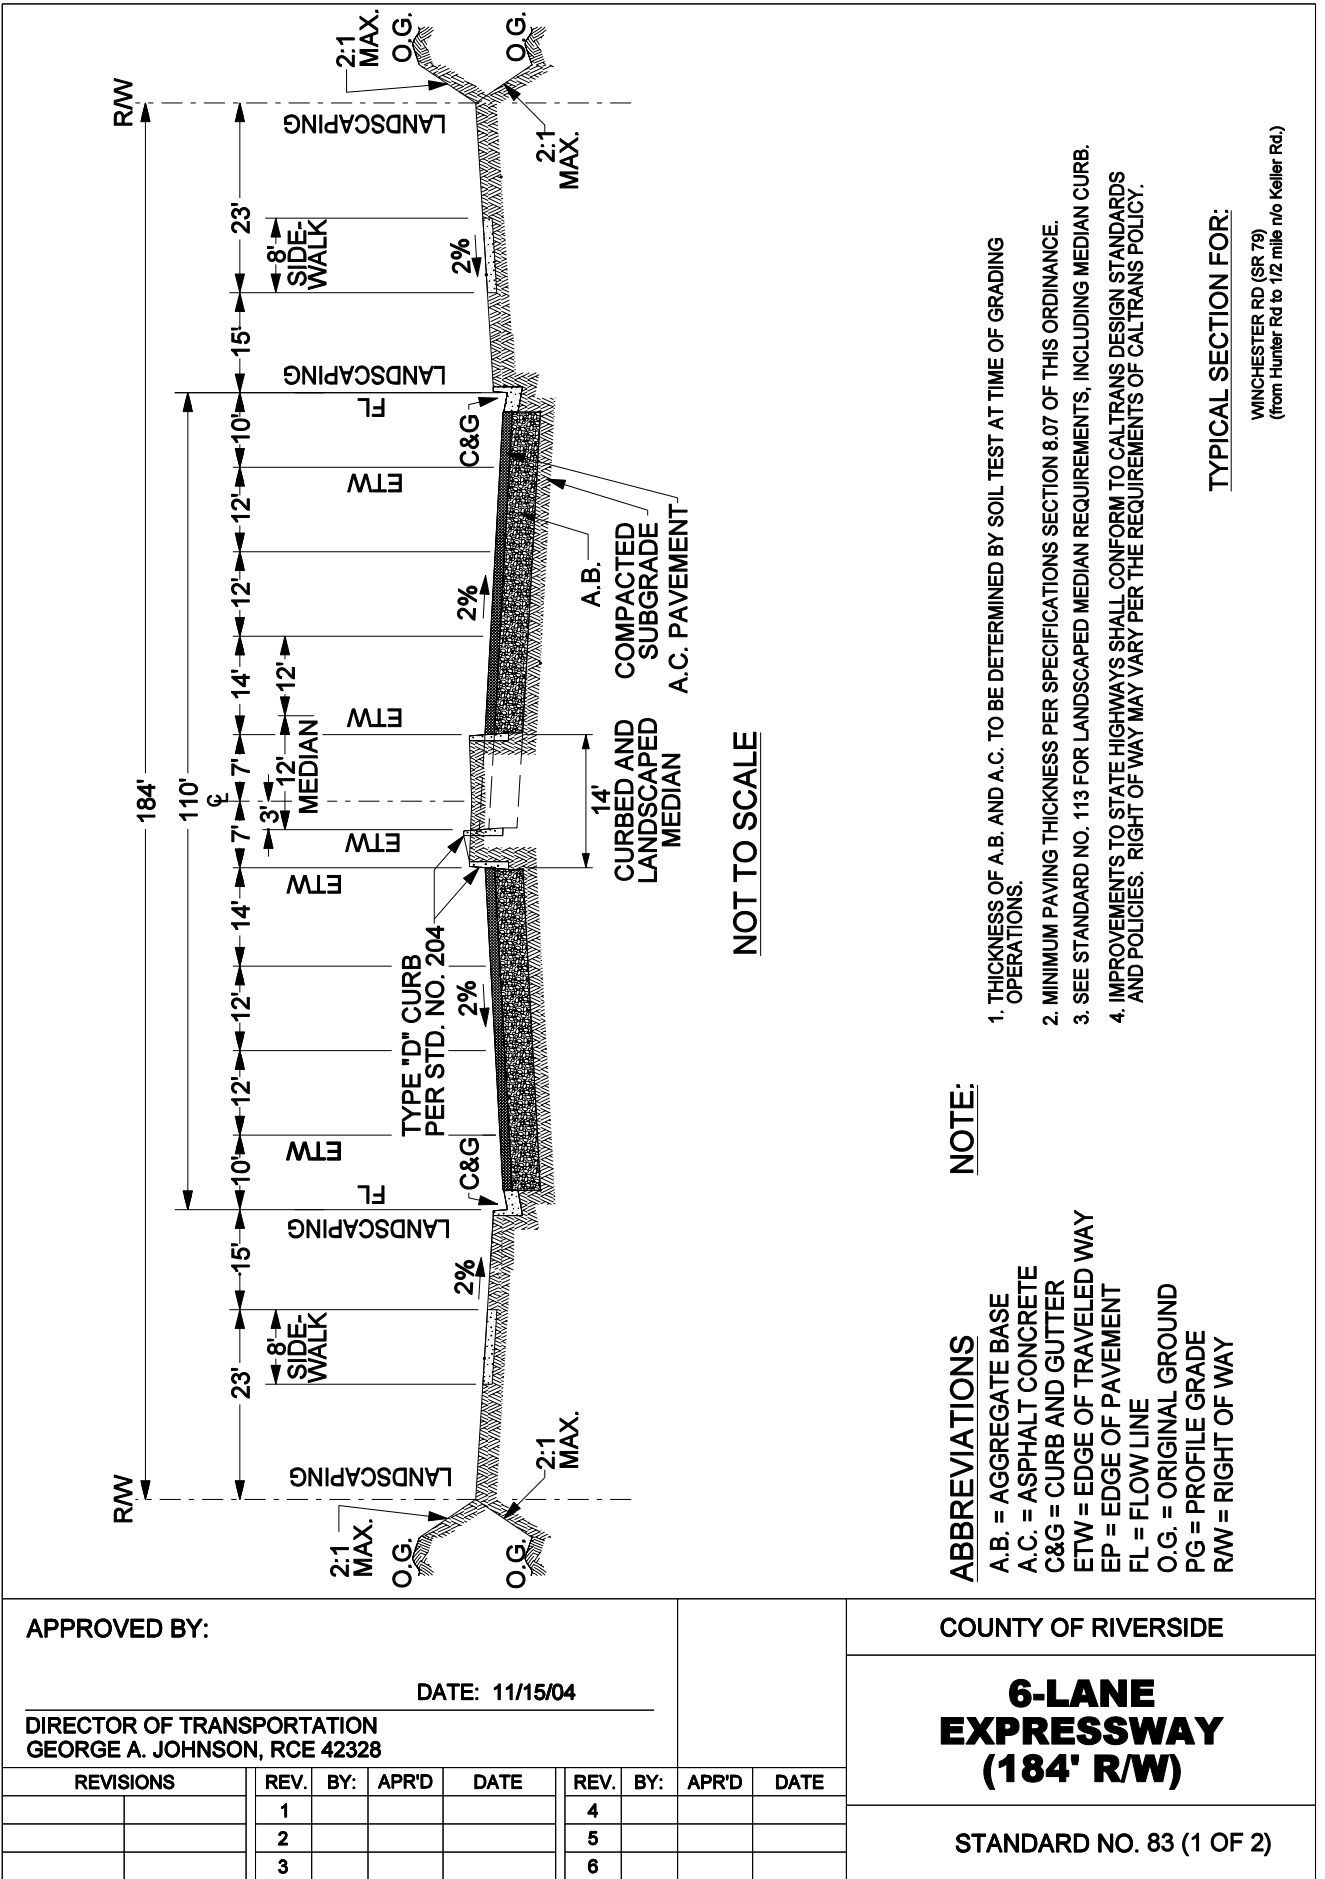 R/W
184'
R/W
110'
℄
23'
15'
10'
12'
12'
14'
7'
7'
14'
12'
12'
10'
15'
23'
8'
SIDE-
WALK
12'
MEDIAN
12'
3'
8'
SIDE-
WALK
LANDSCAPING
LANDSCAPING
FL
ETW
ETW
ETW
ETW
ETW
FL
LANDSCAPING
LANDSCAPING
2:1
MAX.
O.G.
O.G.
2:1
MAX.
2%
C&G
TYPE "D" CURB
PER STD. NO. 204
2%
2%
C&G
2%
2:1
MAX.
O.G.
O.G.
2:1
MAX.
14'
CURBED AND
LANDSCAPED
MEDIAN
A.B.
COMPACTED
SUBGRADE
A.C. PAVEMENT
NOT TO SCALE
ABBREVIATIONS
A.B. = AGGREGATE BASE
A.C. = ASPHALT CONCRETE
C&G = CURB AND GUTTER
ETW = EDGE OF TRAVELED WAY
EP = EDGE OF PAVEMENT
FL = FLOW LINE
O.G. = ORIGINAL GROUND
PG = PROFILE GRADE
R/W = RIGHT OF WAY
NOTE:
1. THICKNESS OF A.B. AND A.C. TO BE DETERMINED BY SOIL TEST AT TIME OF GRADING
OPERATIONS.
2. MINIMUM PAVING THICKNESS PER SPECIFICATIONS SECTION 8.07 OF THIS ORDINANCE.
3. SEE STANDARD NO. 113 FOR LANDSCAPED MEDIAN REQUIREMENTS, INCLUDING MEDIAN CURB.
4. IMPROVEMENTS TO STATE HIGHWAYS SHALL CONFORM TO CALTRANS DESIGN STANDARDS
AND POLICIES. RIGHT OF WAY MAY VARY PER THE REQUIREMENTS OF CALTRANS POLICY.
TYPICAL SECTION FOR:
WINCHESTER RD (SR 79)
(from Hunter Rd to 1/2 mile n/o Keller Rd.)
APPROVED BY:
DATE: 11/15/04
DIRECTOR OF TRANSPORTATION
GEORGE A. JOHNSON, RCE 42328
REVISIONS REV. BY: APR'D DATE REV. BY: APR'D DATE
1 4
2 5
3 6
COUNTY OF RIVERSIDE
6-LANE
EXPRESSWAY
(184' R/W)
STANDARD NO. 83 (1 OF 2)